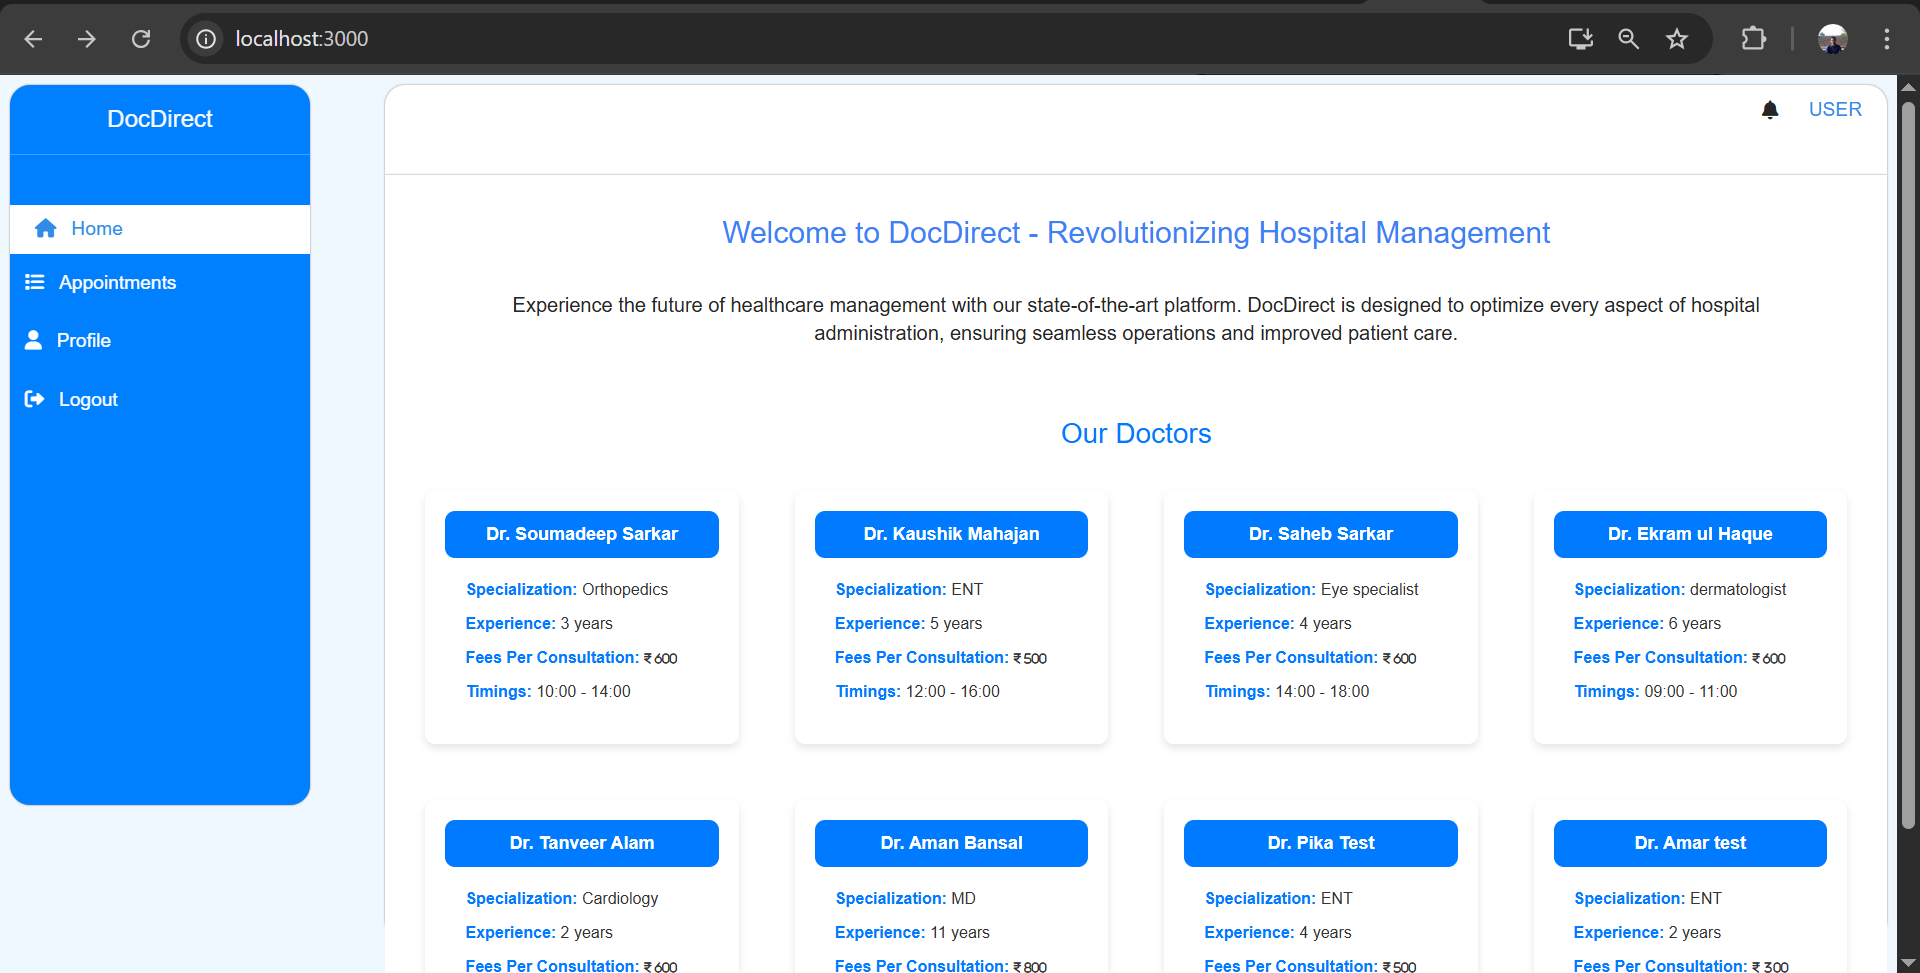 localhost:3000
DocDirect
Home
Appointments
Profile
Logout
USER
Welcome to DocDirect - Revolutionizing Hospital Management
Experience the future of healthcare management with our state-of-the-art platform. DocDirect is designed to optimize every aspect of hospital
administration, ensuring seamless operations and improved patient care.
Our Doctors
Dr. Soumadeep Sarkar
Specialization: Orthopedics
Experience: 3 years
Fees Per Consultation: ₹600
Timings: 10:00 - 14:00
Dr. Kaushik Mahajan
Specialization: ENT
Experience: 5 years
Fees Per Consultation: ₹500
Timings: 12:00 - 16:00
Dr. Saheb Sarkar
Specialization: Eye specialist
Experience: 4 years
Fees Per Consultation: ₹600
Timings: 14:00 - 18:00
Dr. Ekram ul Haque
Specialization: dermatologist
Experience: 6 years
Fees Per Consultation: ₹600
Timings: 09:00 - 11:00
Dr. Tanveer Alam
Specialization: Cardiology
Experience: 2 years
Fees Per Consultation: ₹600
Dr. Aman Bansal
Specialization: MD
Experience: 11 years
Fees Per Consultation: ₹800
Dr. Pika Test
Specialization: ENT
Experience: 4 years
Fees Per Consultation: ₹500
Dr. Amar test
Specialization: ENT
Experience: 2 years
Fees Per Consultation: ₹300